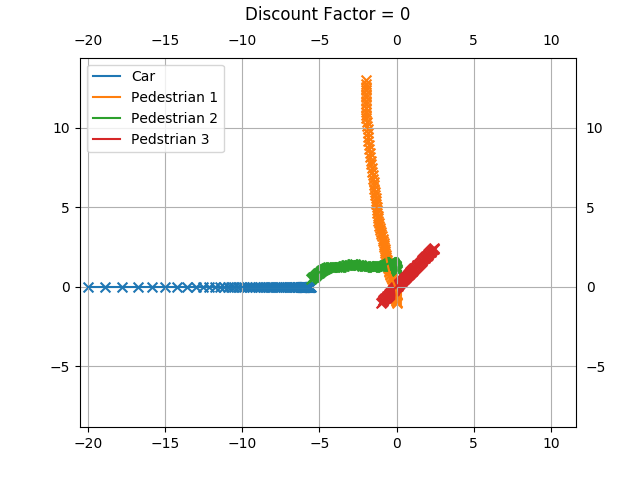 Discount Factor = 0
−20 −15 −10 −5 0 5 10
Car
Pedestrian 1
Pedestrian 2
Pedstrian 3
10 10
5 5
0 0
−5 −5
−20 −15 −10 −5 0 5 10